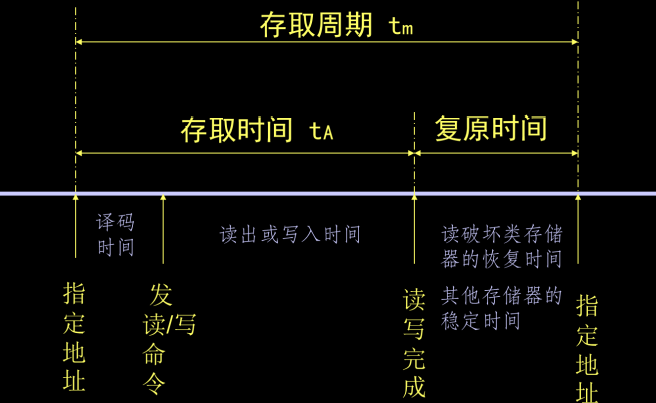 存取周期 tm
存取时间 tA
复原时间
译码
时间
读出或写入时间
读破坏类存储
器的恢复时间
其他存储器的
稳定时间
指
定
地
址
发
读/写
命
令
读
写
完
成
指
定
地
址